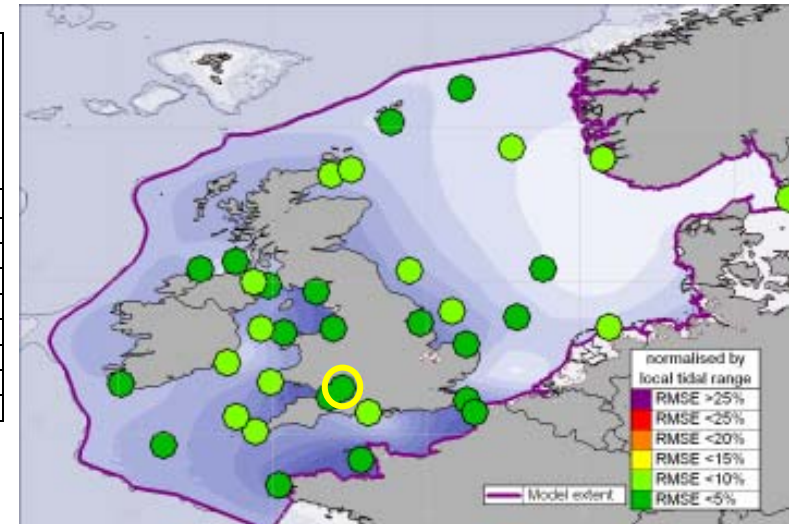 normalised by
local tidal range
RMSE >25%
RMSE <25%
RMSE <20%
RMSE <15%
RMSE <10%
RMSE <5%
Model extent